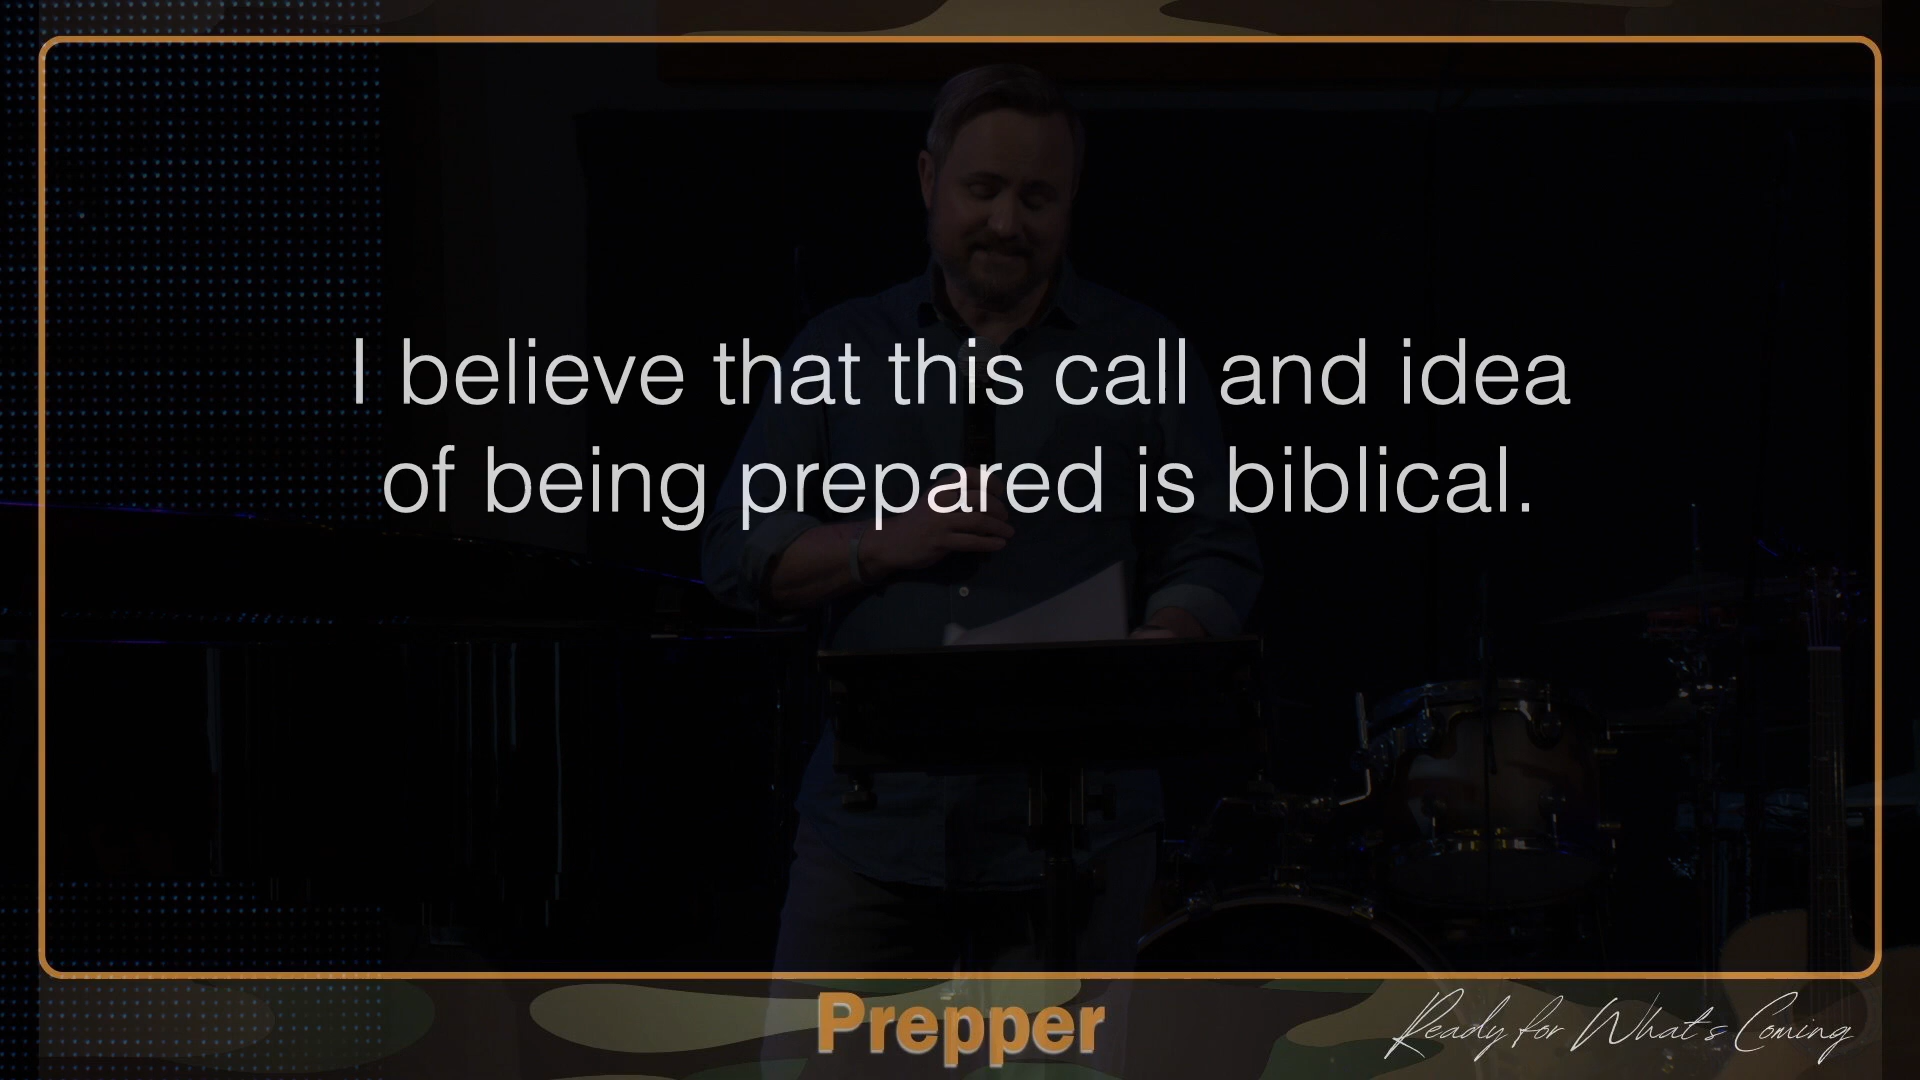 I believe that this call and idea
of being prepared is biblical.
Prepper
Ready for What's Coming